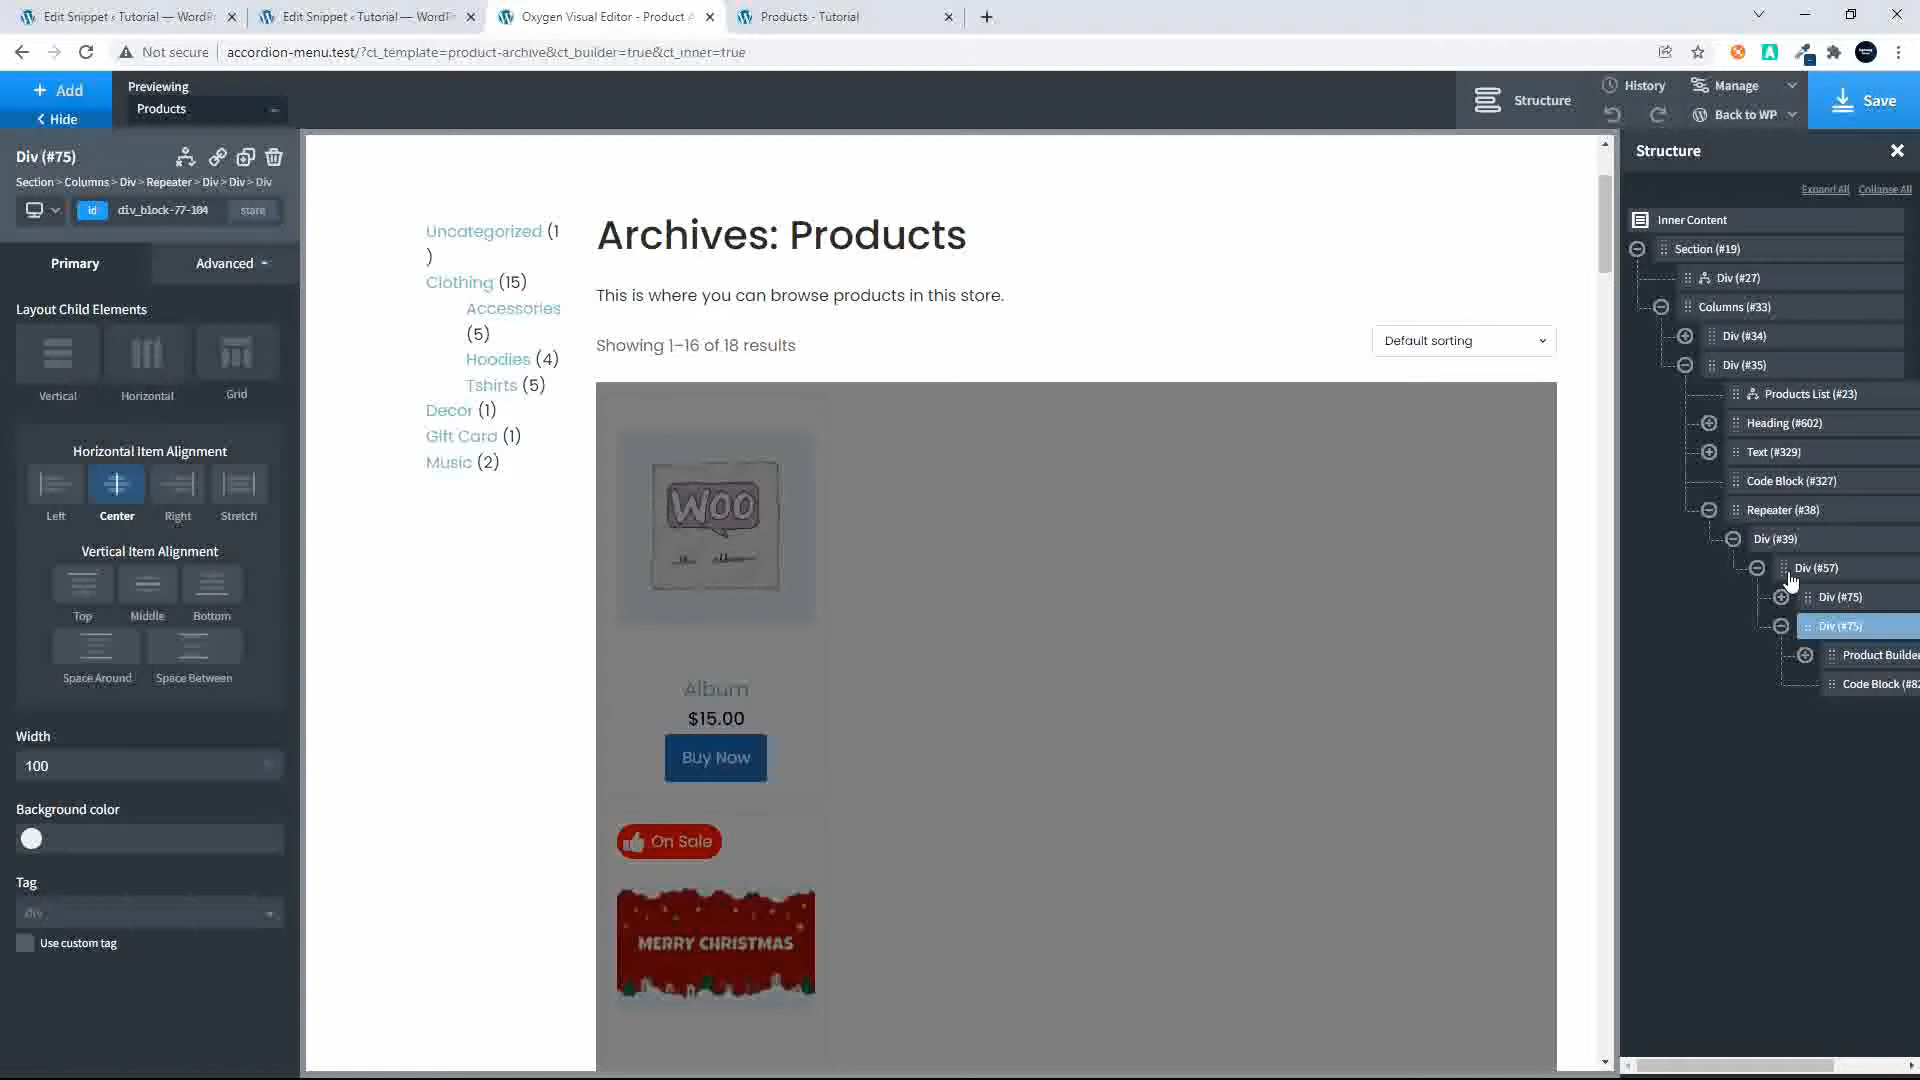 Edit Snippet ‹ Tutorial — WordPr
Edit Snippet ‹ Tutorial — WordP
Oxygen Visual Editor - Product A
Products - Tutorial
Not secure
accordion-menu.test/?ct_template=product-archive&ct_builder=true&ct_inner=true
Add
Hide
Previewing
Products
Structure
History
Manage
Back to WP
Save
Div (#75)
Section > Columns > Div > Repeater > Div > Div > Div
id
div_block-77-104
state
Primary
Advanced
Layout Child Elements
Vertical
Horizontal
Grid
Horizontal Item Alignment
Left
Center
Right
Stretch
Vertical Item Alignment
Top
Middle
Bottom
Space Around
Space Between
Width
100
Background color
Tag
div
Use custom tag
Uncategorized (1
)
Clothing (15)
Accessories
(5)
Hoodies (4)
Tshirts (5)
Decor (1)
Gift Card (1)
Music (2)
Archives: Products
This is where you can browse products in this store.
Showing 1–16 of 18 results
Default sorting
WOO
Album
$15.00
Buy Now
On Sale
MERRY CHRISTMAS
Structure
Expand All
Collapse All
Inner Content
Section (#19)
Div (#27)
Columns (#33)
Div (#34)
Div (#35)
Products List (#23)
Heading (#602)
Text (#329)
Code Block (#327)
Repeater (#38)
Div (#39)
Div (#57)
Div (#75)
Div (#75)
Product Builde
Code Block (#82